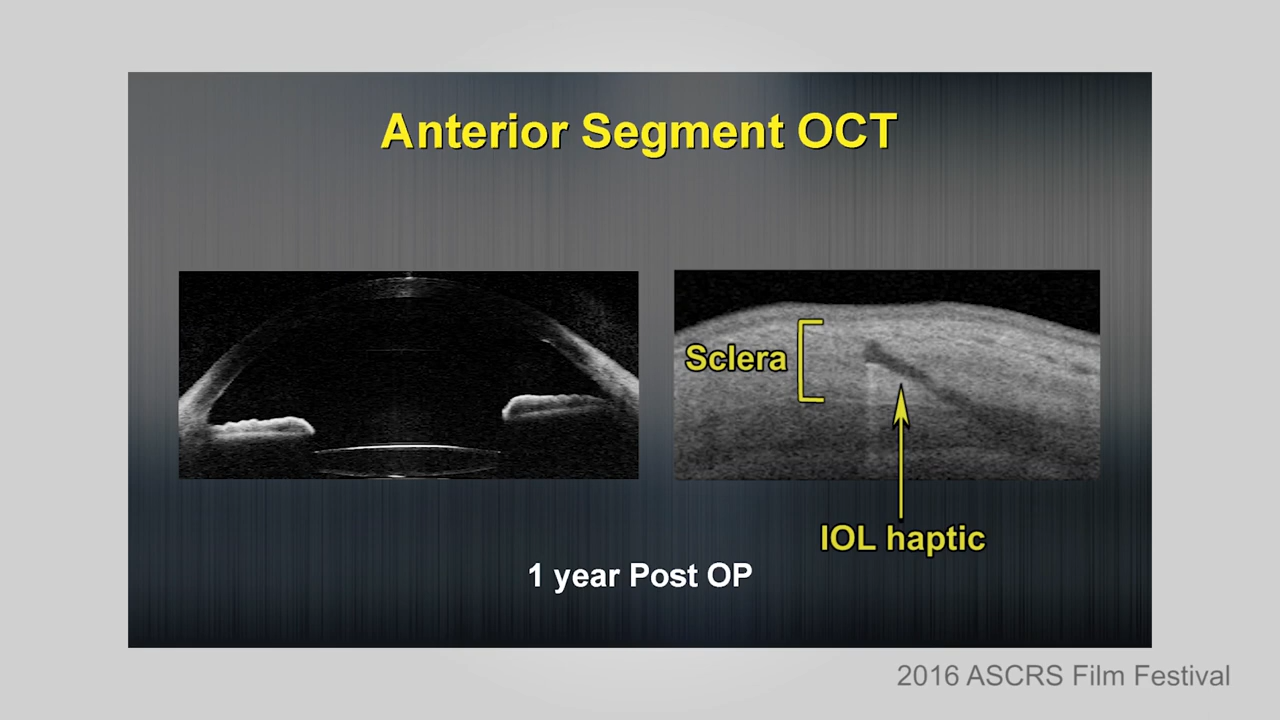 Anterior Segment OCT
Sclera
IOL haptic
1 year Post OP
2016 ASCRS Film Festival